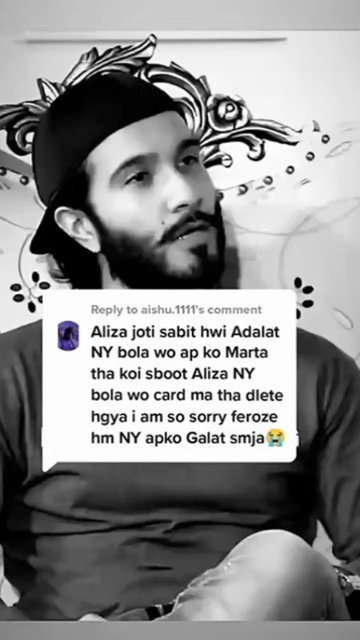 Reply to aishu.1111's comment
Aliza joti sabit hwi Adalat
NY bola wo ap ko Marta
tha koi sboot Aliza NY
bola wo card ma tha dlete
hgya i am so sorry feroze
hm NY apko Galat smja😭